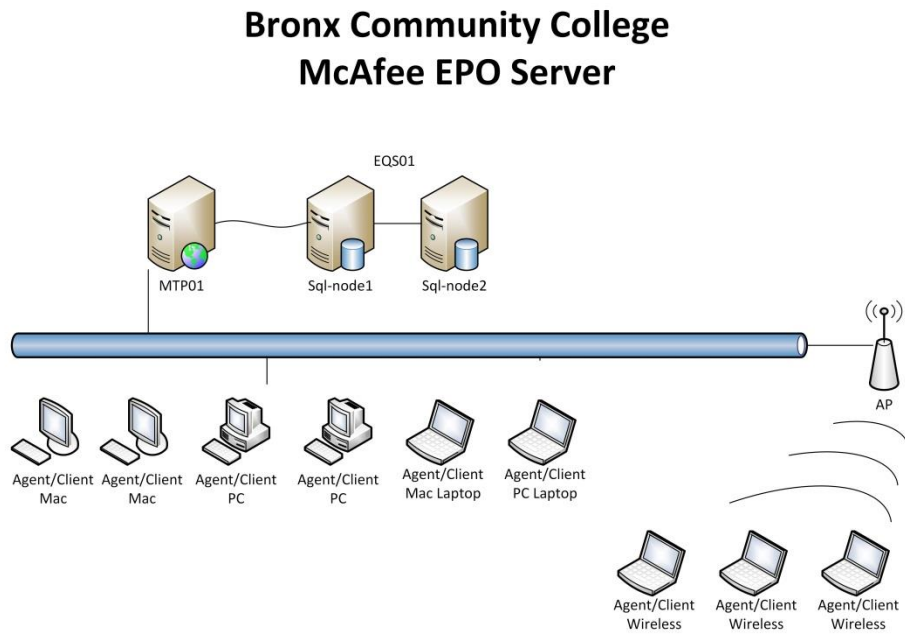 Bronx Community College
McAfee EPO Server
EQS01
MTP01
Sql-node1
Sql-node2
AP
Agent/Client
Mac
Agent/Client
Mac
Agent/Client
PC
Agent/Client
PC
Agent/Client
Mac Laptop
Agent/Client
PC Laptop
Agent/Client
Wireless
Agent/Client
Wireless
Agent/Client
Wireless